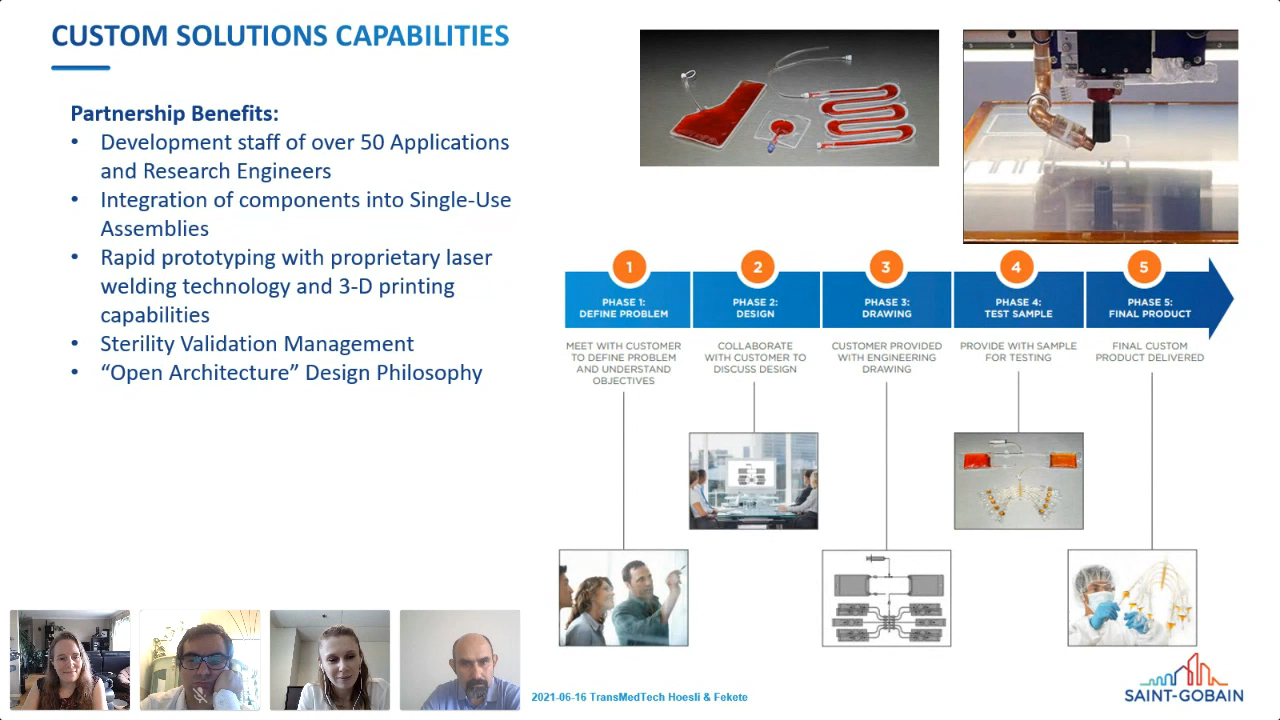 CUSTOM SOLUTIONS CAPABILITIES
Partnership Benefits:
• Development staff of over 50 Applications
and Research Engineers
• Integration of components into Single-Use
Assemblies
• Rapid prototyping with proprietary laser
welding technology and 3-D printing
capabilities
• Sterility Validation Management
• “Open Architecture” Design Philosophy
1
PHASE 1:
DEFINE PROBLEM
MEET WITH CUSTOMER
TO DEFINE PROBLEM
AND UNDERSTAND
OBJECTIVES
2
PHASE 2:
DESIGN
COLLABORATE
WITH CUSTOMER TO
DISCUSS DESIGN
3
PHASE 3:
DRAWING
CUSTOMER PROVIDED
WITH ENGINEERING
DRAWING
4
PHASE 4:
TEST SAMPLE
PROVIDE WITH SAMPLE
FOR TESTING
5
PHASE 5:
FINAL PRODUCT
FINAL CUSTOM
PRODUCT DELIVERED
2021-06-16 TransMedTech Hoesli & Fekete
SAINT-GOBAIN